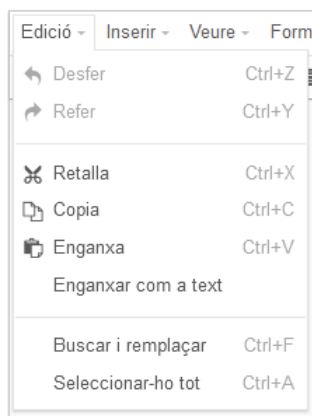 Edició Inserir Veure Form
Desfer Ctrl+Z
Refer Ctrl+Y
Retalla Ctrl+X
Copia Ctrl+C
Enganxa Ctrl+V
Enganxar com a text
Buscar i remplaçar Ctrl+F
Seleccionar-ho tot Ctrl+A